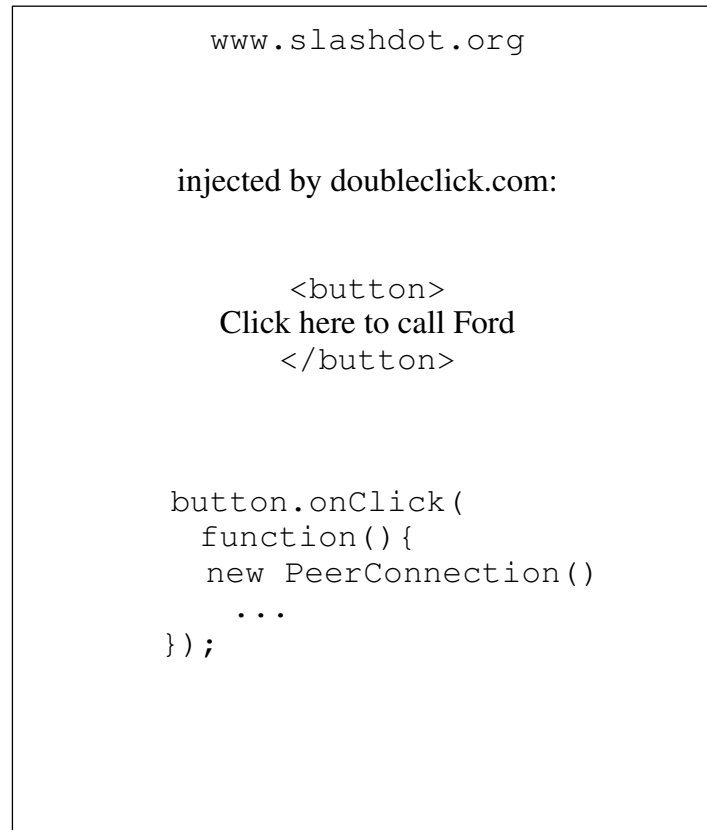 www.slashdot.org
injected by doubleclick.com:
<button>
Click here to call Ford
</button>
button.onClick(
function(){
new PeerConnection()
...
});